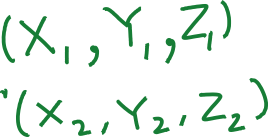 (X₁, Y₁, Z₁)
(X₂, Y₂, Z₂)